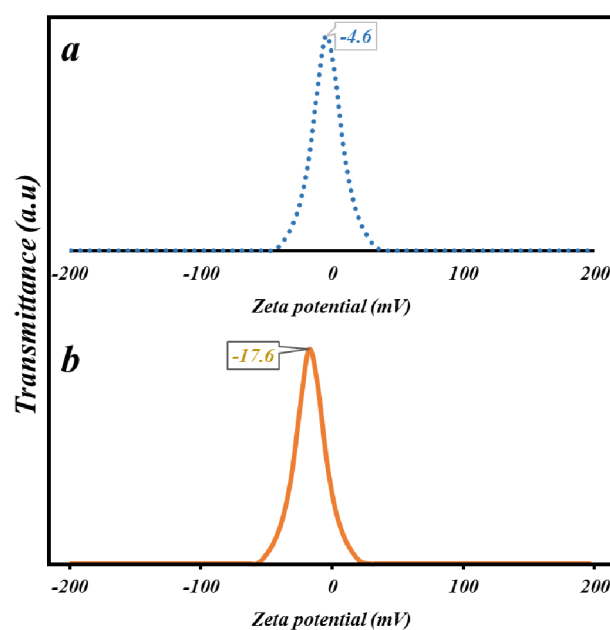 a
-4.6
-200 -100 0 100 200
Zeta potential (mV)
Transmittance (a.u)
b
-17.6
-200 -100 0 100 200
Zeta potential (mV)